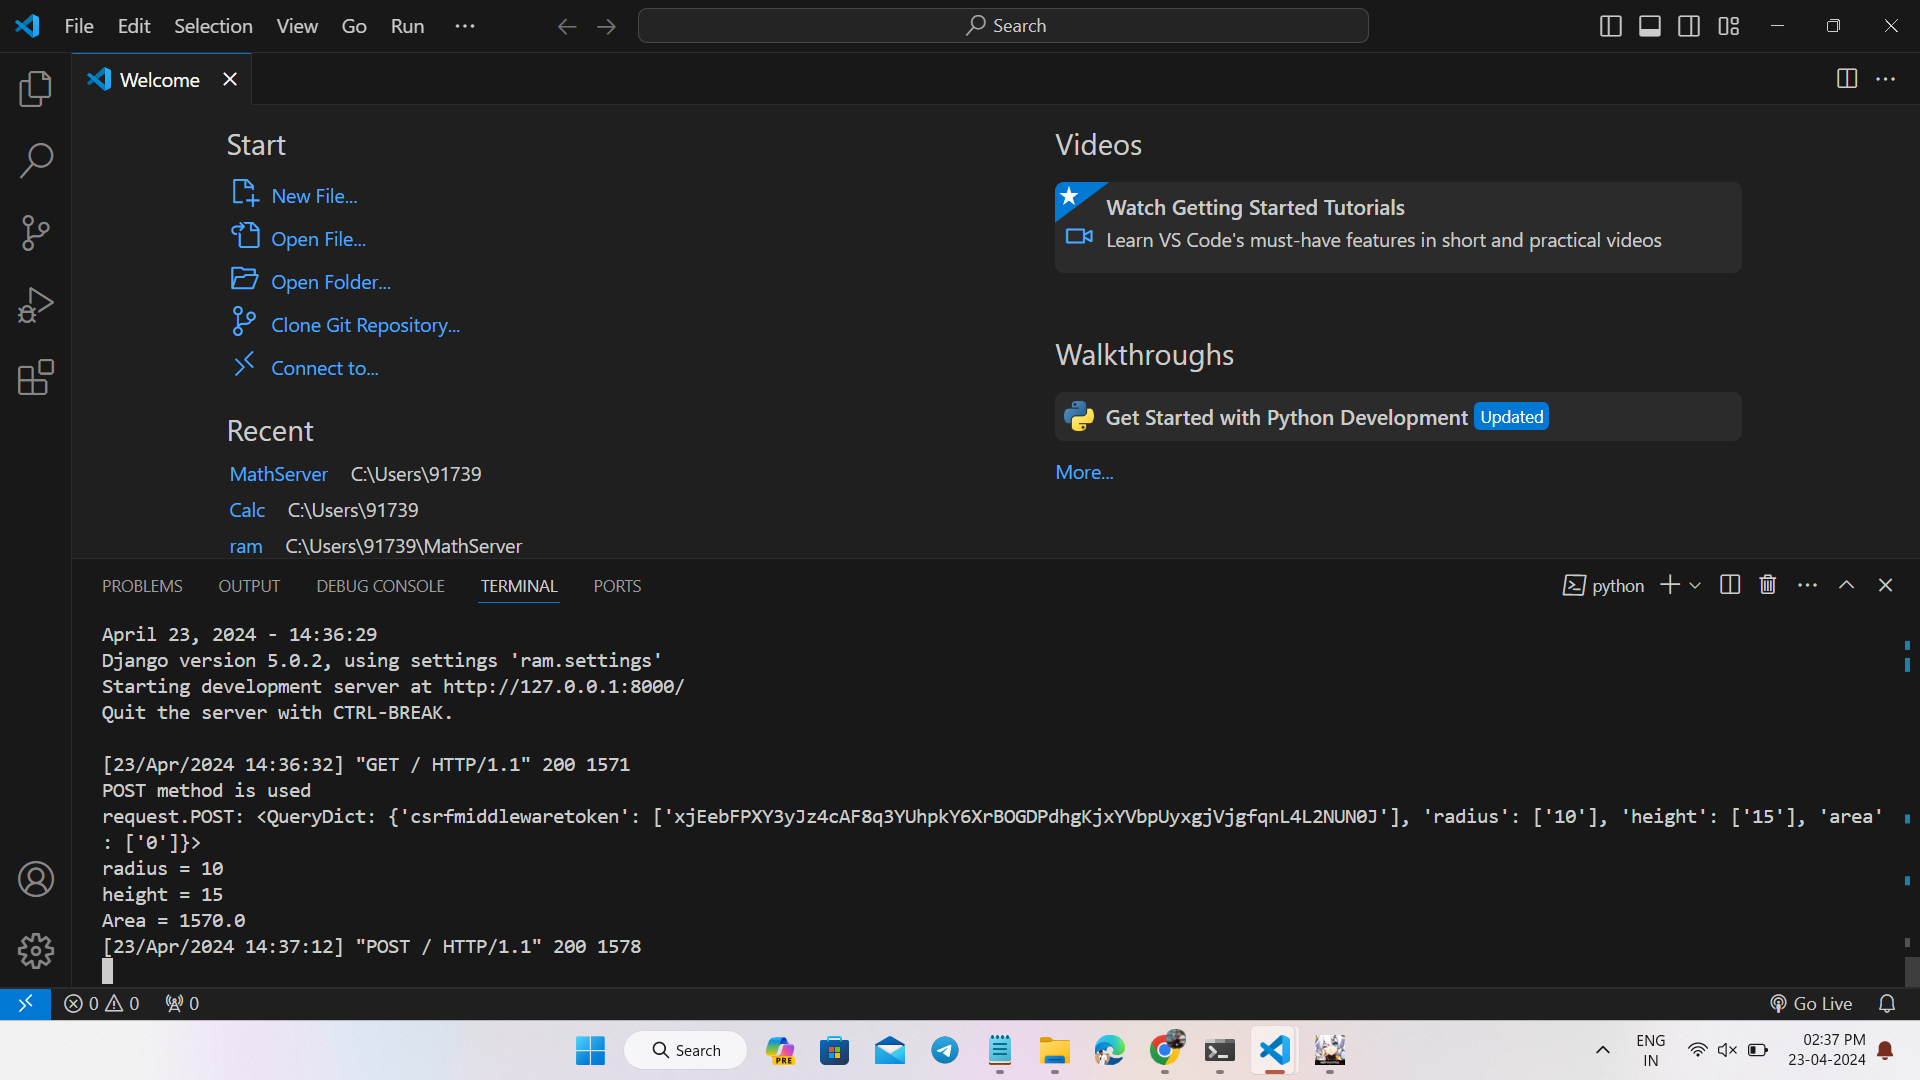 File Edit Selection View Go Run ··· Search
Welcome
Start
New File...
Open File...
Open Folder...
Clone Git Repository...
Connect to...
Recent
MathServer C:\Users\91739
Calc C:\Users\91739
ram C:\Users\91739\MathServer
Videos
Watch Getting Started Tutorials
Learn VS Code's must-have features in short and practical videos
Walkthroughs
Get Started with Python Development Updated
More...
PROBLEMS OUTPUT DEBUG CONSOLE TERMINAL PORTS python
April 23, 2024 - 14:36:29
Django version 5.0.2, using settings 'ram.settings'
Starting development server at http://127.0.0.1:8000/
Quit the server with CTRL-BREAK.
[23/Apr/2024 14:36:32] "GET / HTTP/1.1" 200 1571
POST method is used
request.POST: <QueryDict: {'csrfmiddlewaretoken': ['xjEebFPXY3yJz4cAF8q3YUhpkY6XrBOGDPdhgKjxYVbpUyxgjVjgfqnL4L2NUN0J'], 'radius': ['10'], 'height': ['15'], 'area'
: ['0']}>
radius = 10
height = 15
Area = 1570.0
[23/Apr/2024 14:37:12] "POST / HTTP/1.1" 200 1578
0 0 0 Go Live
Search PRE ENG 02:37 PM
IN 23-04-2024